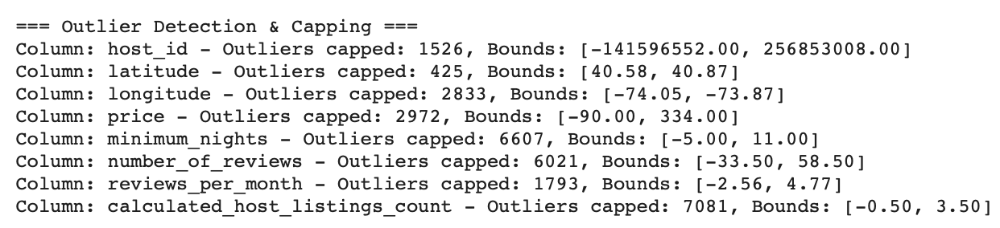 === Outlier Detection & Capping ===
Column: host_id - Outliers capped: 1526, Bounds: [-141596552.00, 256853008.00]
Column: latitude - Outliers capped: 425, Bounds: [40.58, 40.87]
Column: longitude - Outliers capped: 2833, Bounds: [-74.05, -73.87]
Column: price - Outliers capped: 2972, Bounds: [-90.00, 334.00]
Column: minimum_nights - Outliers capped: 6607, Bounds: [-5.00, 11.00]
Column: number_of_reviews - Outliers capped: 6021, Bounds: [-33.50, 58.50]
Column: reviews_per_month - Outliers capped: 1793, Bounds: [-2.56, 4.77]
Column: calculated_host_listings_count - Outliers capped: 7081, Bounds: [-0.50, 3.50]